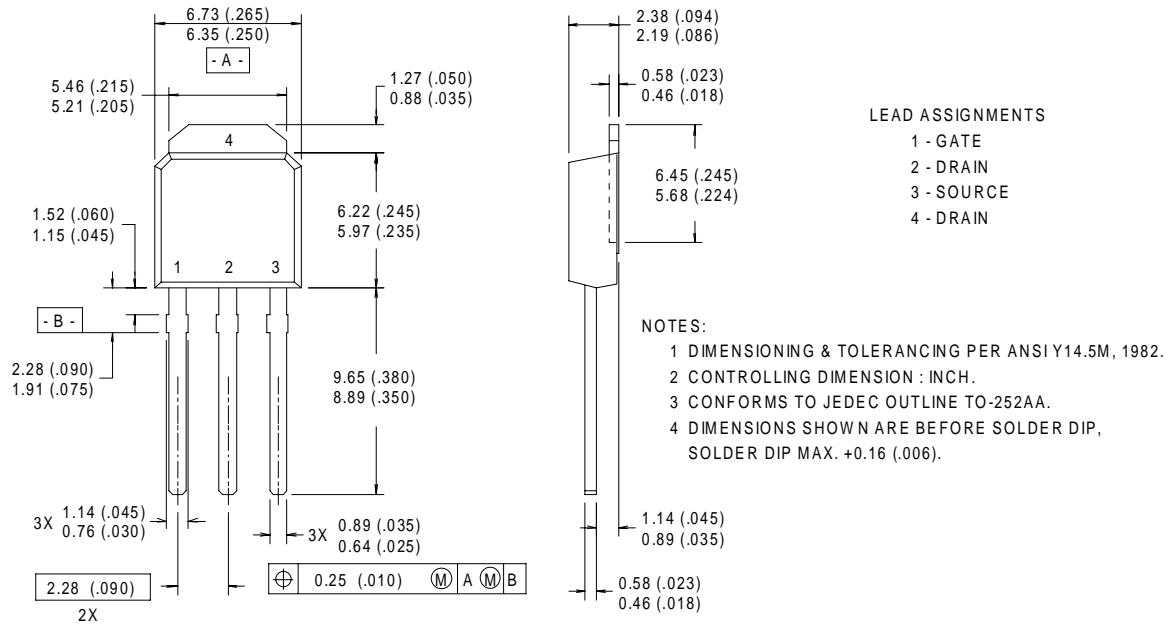 6.73 (.265)
6.35 (.250)
- A -
5.46 (.215)
5.21 (.205)
1.27 (.050)
0.88 (.035)
4
1.52 (.060)
1.15 (.045)
6.22 (.245)
5.97 (.235)
1 2 3
- B -
2.28 (.090)
1.91 (.075)
9.65 (.380)
8.89 (.350)
3X 1.14 (.045)
0.76 (.030)
3X 0.89 (.035)
0.64 (.025)
2.28 (.090)
2X
⌖ 0.25 (.010) Ⓜ A Ⓜ B
2.38 (.094)
2.19 (.086)
0.58 (.023)
0.46 (.018)
6.45 (.245)
5.68 (.224)
1.14 (.045)
0.89 (.035)
0.58 (.023)
0.46 (.018)
LEAD ASSIGNMENTS
1 - GATE
2 - DRAIN
3 - SOURCE
4 - DRAIN
NOTES:
1 DIMENSIONING & TOLERANCING PER ANSI Y14.5M, 1982.
2 CONTROLLING DIMENSION : INCH.
3 CONFORMS TO JEDEC OUTLINE TO-252AA.
4 DIMENSIONS SHOWN ARE BEFORE SOLDER DIP,
SOLDER DIP MAX. +0.16 (.006).